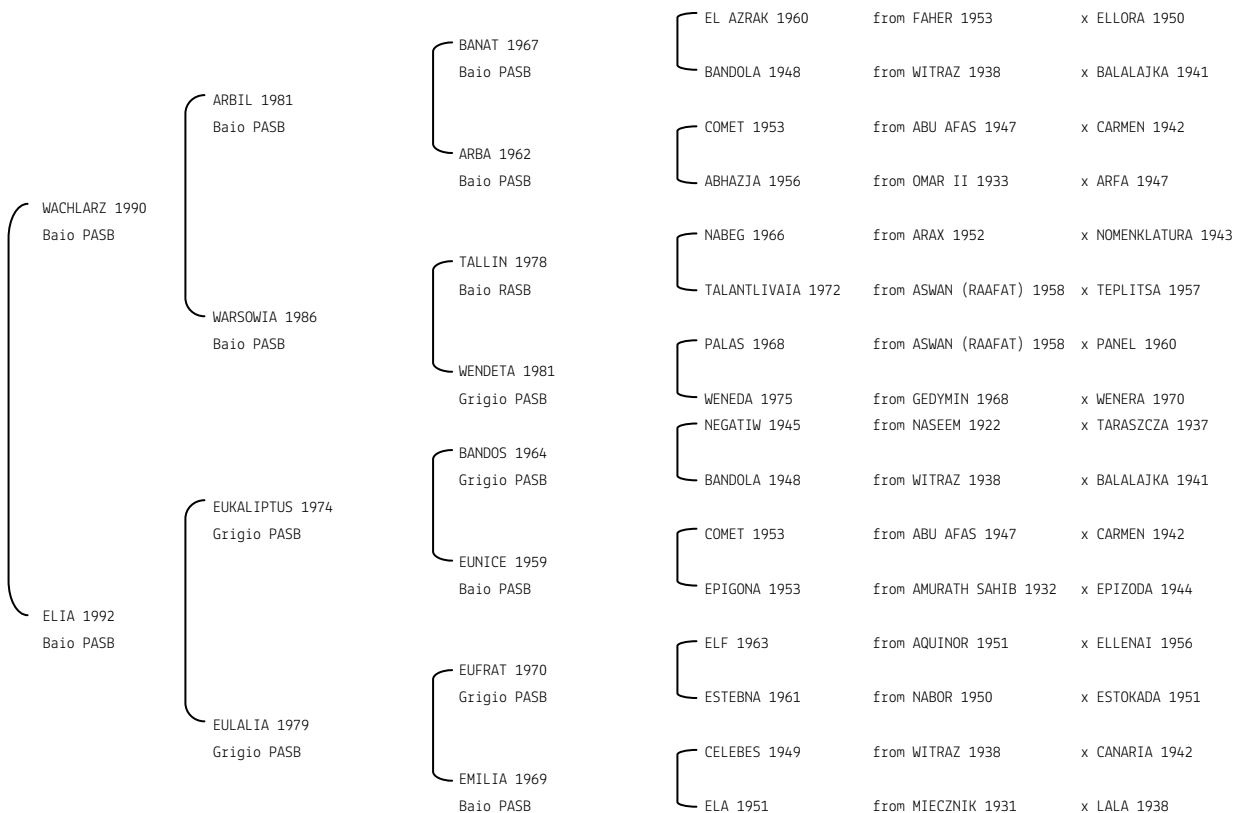 EL AZRAK 1960 from FAHER 1953 x ELLORA 1950
BANAT 1967
Baio PASB
BANDOLA 1948 from WITRAZ 1938 x BALALAJKA 1941
ARBIL 1981
Baio PASB
COMET 1953 from ABU AFAS 1947 x CARMEN 1942
ARBA 1962
Baio PASB
ABHAZJA 1956 from OMAR II 1933 x ARFA 1947
WACHLARZ 1990
Baio PASB
NABEG 1966 from ARAX 1952 x NOMENKLATURA 1943
TALLIN 1978
Baio RASB
TALANTLIVAIA 1972 from ASWAN (RAAFAT) 1958 x TEPLITSA 1957
WARSOWIA 1986
Baio PASB
PALAS 1968 from ASWAN (RAAFAT) 1958 x PANEL 1960
WENDETA 1981
Grigio PASB
WENEDA 1975 from GEDYMIN 1968 x WENERA 1970
NEGATIW 1945 from NASEEM 1922 x TARASZCZA 1937
BANDOS 1964
Grigio PASB
BANDOLA 1948 from WITRAZ 1938 x BALALAJKA 1941
EUKALIPTUS 1974
Grigio PASB
COMET 1953 from ABU AFAS 1947 x CARMEN 1942
EUNICE 1959
Baio PASB
EPIGONA 1953 from AMURATH SAHIB 1932 x EPIZODA 1944
ELIA 1992
Baio PASB
ELF 1963 from AQUINOR 1951 x ELLENAI 1956
EUFRAT 1970
Grigio PASB
ESTEBNA 1961 from NABOR 1950 x ESTOKADA 1951
EULALIA 1979
Grigio PASB
CELEBES 1949 from WITRAZ 1938 x CANARIA 1942
EMILIA 1969
Baio PASB
ELA 1951 from MIECZNIK 1931 x LALA 1938